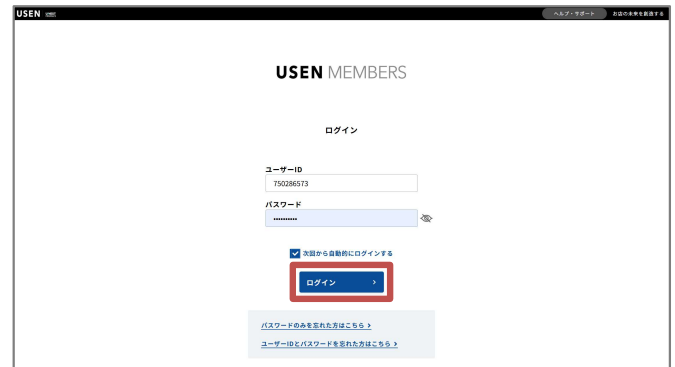 USEN
ヘルプ・サポート
お店の未来を創造する
USEN MEMBERS
ログイン
ユーザーID
750286573
パスワード
••••••••••
次回から自動的にログインする
ログイン
パスワードのみを忘れた方はこちら
ユーザーIDとパスワードを忘れた方はこちら